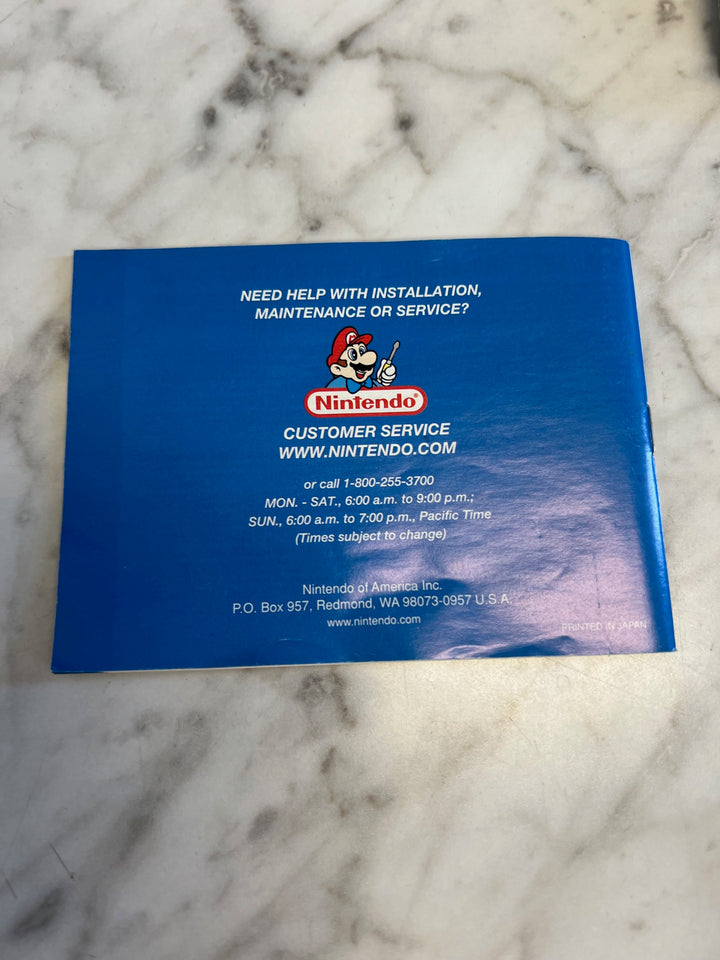 NEED HELP WITH INSTALLATION,
MAINTENANCE OR SERVICE?
M
Nintendo®
CUSTOMER SERVICE
WWW.NINTENDO.COM
or call 1-800-255-3700
MON. - SAT., 6:00 a.m. to 9:00 p.m.;
SUN., 6:00 a.m. to 7:00 p.m., Pacific Time
(Times subject to change)
Nintendo of America Inc.
P.O. Box 957, Redmond, WA 98073-0957 U.S.A.
www.nintendo.com
PRINTED IN JAPAN